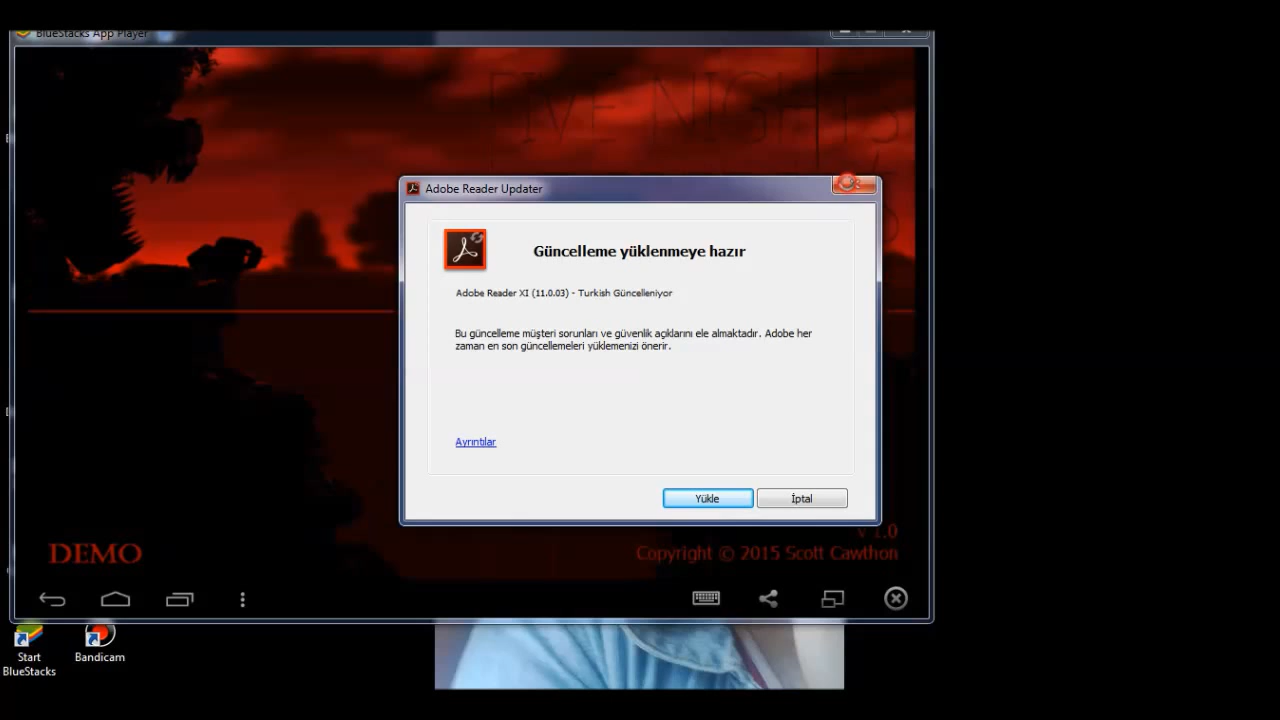 BlueStacks App Player
FIVE NIGHTS
Adobe Reader Updater
Güncelleme yüklenmeye hazır
Adobe Reader XI (11.0.03) - Turkish Güncelleniyor
Bu güncelleme müşteri sorunları ve güvenlik açıklarını ele almaktadır. Adobe her
zaman en son güncellemeleri yüklemenizi önerir.
Ayrıntılar
Yükle
İptal
v 1.0
DEMO
Copyright © 2015 Scott Cawthon
Start
BlueStacks
Bandicam